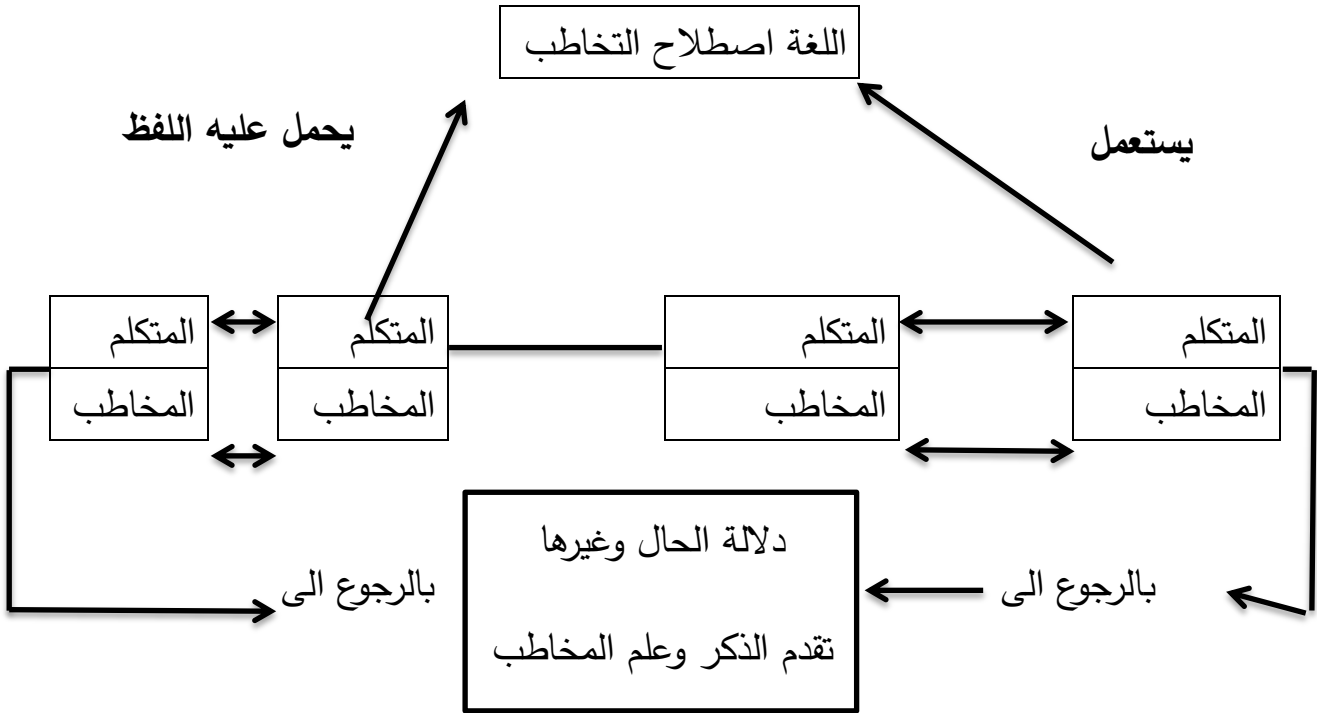 اللغة اصطلاح التخاطب
يستعمل
يحمل عليه اللفظ
المتكلم
المخاطب
المتكلم
المخاطب
المتكلم
المخاطب
المتكلم
المخاطب
دلالة الحال وغيرها
بالرجوع الى
بالرجوع الى
تقدم الذكر وعلم المخاطب